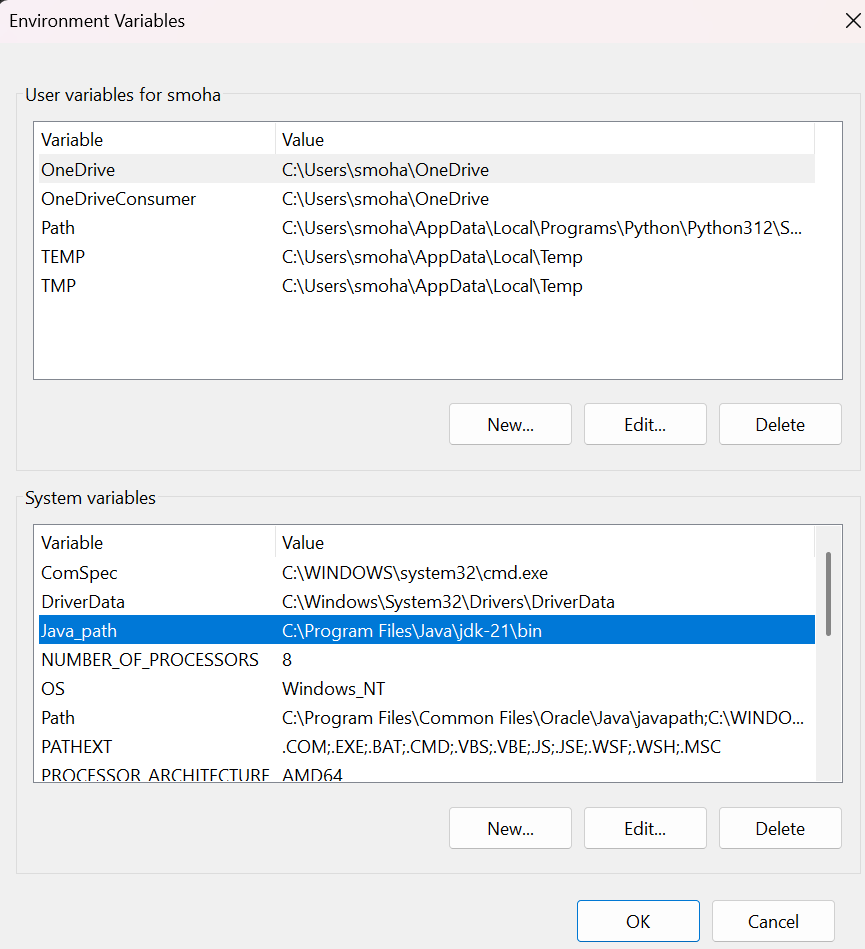 Environment Variables
User variables for smoha
Variable Value
OneDrive C:\Users\smoha\OneDrive
OneDriveConsumer C:\Users\smoha\OneDrive
Path C:\Users\smoha\AppData\Local\Programs\Python\Python312\S...
TEMP C:\Users\smoha\AppData\Local\Temp
TMP C:\Users\smoha\AppData\Local\Temp
New... Edit... Delete
System variables
Variable Value
ComSpec C:\WINDOWS\system32\cmd.exe
DriverData C:\Windows\System32\Drivers\DriverData
Java_path C:\Program Files\Java\jdk-21\bin
NUMBER_OF_PROCESSORS 8
OS Windows_NT
Path C:\Program Files\Common Files\Oracle\Java\javapath;C:\WINDO...
PATHEXT .COM;.EXE;.BAT;.CMD;.VBS;.VBE;.JS;.JSE;.WSF;.WSH;.MSC
PROCESSOR_ARCHITECTURE AMD64
New... Edit... Delete
OK Cancel